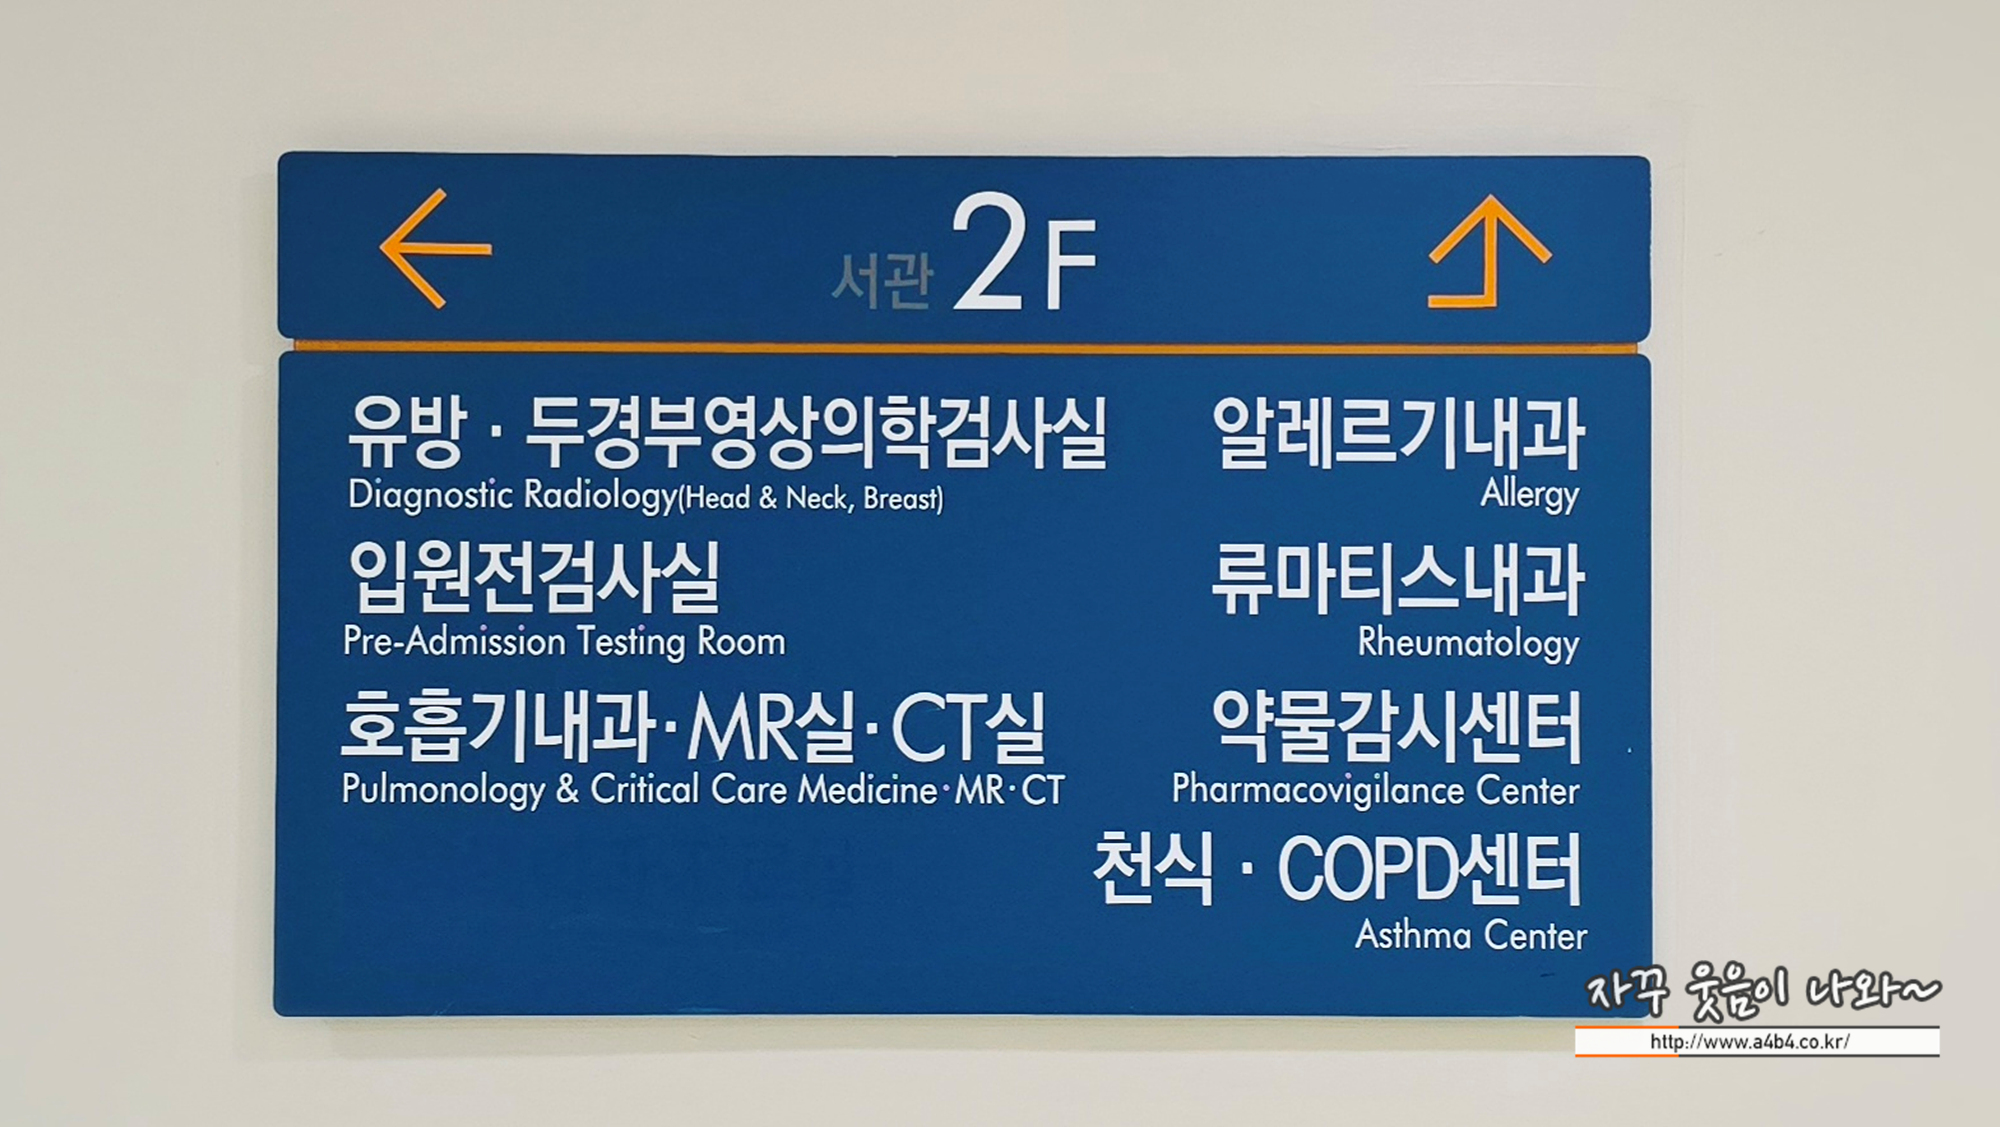 서관 2F
유방 · 두경부영상의학검사실
Diagnostic Radiology(Head & Neck, Breast)
입원전검사실
Pre-Admission Testing Room
호흡기내과·MR실·CT실
Pulmonology & Critical Care Medicine·MR·CT
알레르기내과
Allergy
류마티스내과
Rheumatology
약물감시센터
Pharmacovigilance Center
천식 · COPD센터
Asthma Center
자꾸 웃음이 나와~
http://www.a4b4.co.kr/